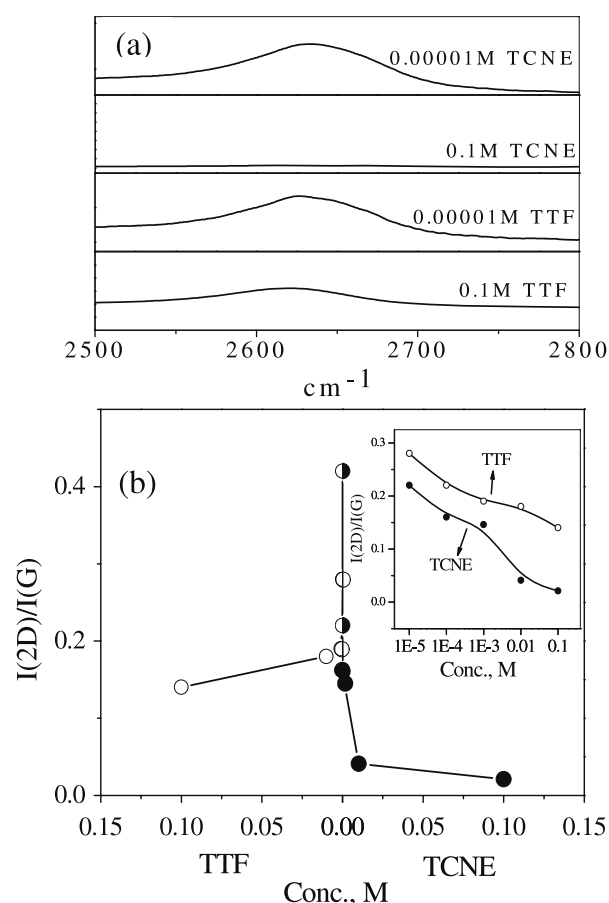 (a)
0.00001M TCNE
0.1M TCNE
0.00001M TTF
0.1M TTF
2500 2600 2700 2800
cm-1
(b)
I(2D)/I(G)
0.4
0.2
0.0
0.15 0.10 0.05 0.00 0.05 0.10 0.15
TTF TCNE
Conc., M
I(2D)/I(G)
0.3
0.2
0.1
0.0
TTF
TCNE
1E-5 1E-4 1E-3 0.01 0.1
Conc., M